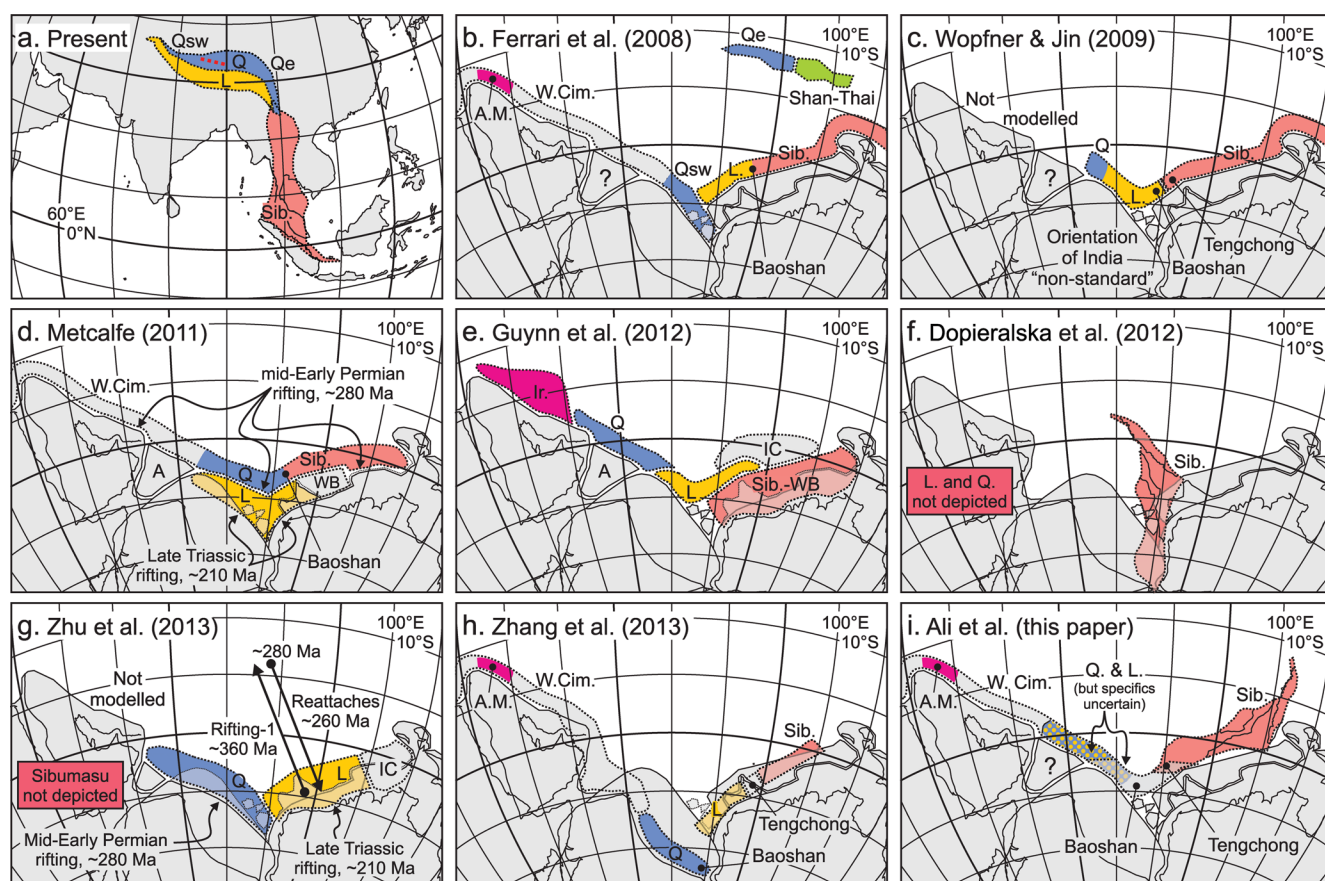 a. Present
Qsw
Q
Qe
L
Sib.
60°E
0°N
b. Ferrari et al. (2008)
Qe
100°E
10°S
Shan-Thai
W.Cim.
A.M.
?
Qsw
L.
Sib.
Baoshan
c. Wopfner & Jin (2009)
100°E
10°S
Not
modelled
Q
?
L.
Sib.
Orientation
of India
"non-standard"
Tengchong
Baoshan
d. Metcalfe (2011)
100°E
10°S
mid-Early Permian
rifting, ~280 Ma
W.Cim.
A
Q
Sib
WB
L
Baoshan
Late Triassic
rifting, ~210 Ma
e. Guynn et al. (2012)
100°E
10°S
Ir.
Q
IC
A
L
Sib.-WB
f. Dopieralska et al. (2012)
100°E
10°S
Sib.
L. and Q.
not depicted
g. Zhu et al. (2013)
100°E
10°S
~280 Ma
Not
modelled
Reattaches
~260 Ma
Rifting-1
~360 Ma
Q
L
IC
Sibumasu
not depicted
Mid-Early Permian
rifting, ~280 Ma
Late Triassic
rifting, ~210 Ma
h. Zhang et al. (2013)
100°E
10°S
W.Cim.
A.M.
Sib.
L
Tengchong
Q
Baoshan
i. Ali et al. (this paper)
100°E
10°S
Q. & L.
(but specifics
uncertain)
W. Cim.
A.M.
Sib.
?
Baoshan
Tengchong